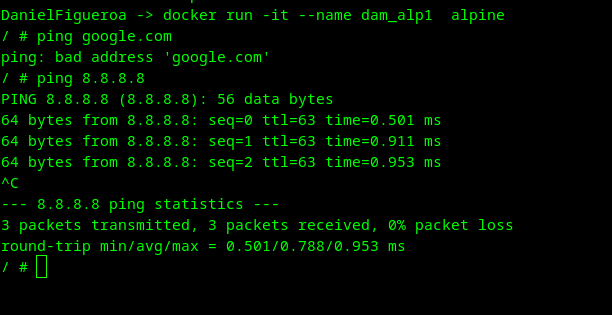 DanielFigueroa -> docker run -it --name dam_alp1  alpine
/ # ping google.com
ping: bad address 'google.com'
/ # ping 8.8.8.8
PING 8.8.8.8 (8.8.8.8): 56 data bytes
64 bytes from 8.8.8.8: seq=0 ttl=63 time=0.501 ms
64 bytes from 8.8.8.8: seq=1 ttl=63 time=0.911 ms
64 bytes from 8.8.8.8: seq=2 ttl=63 time=0.953 ms
^C
--- 8.8.8.8 ping statistics ---
3 packets transmitted, 3 packets received, 0% packet loss
round-trip min/avg/max = 0.501/0.788/0.953 ms
/ #